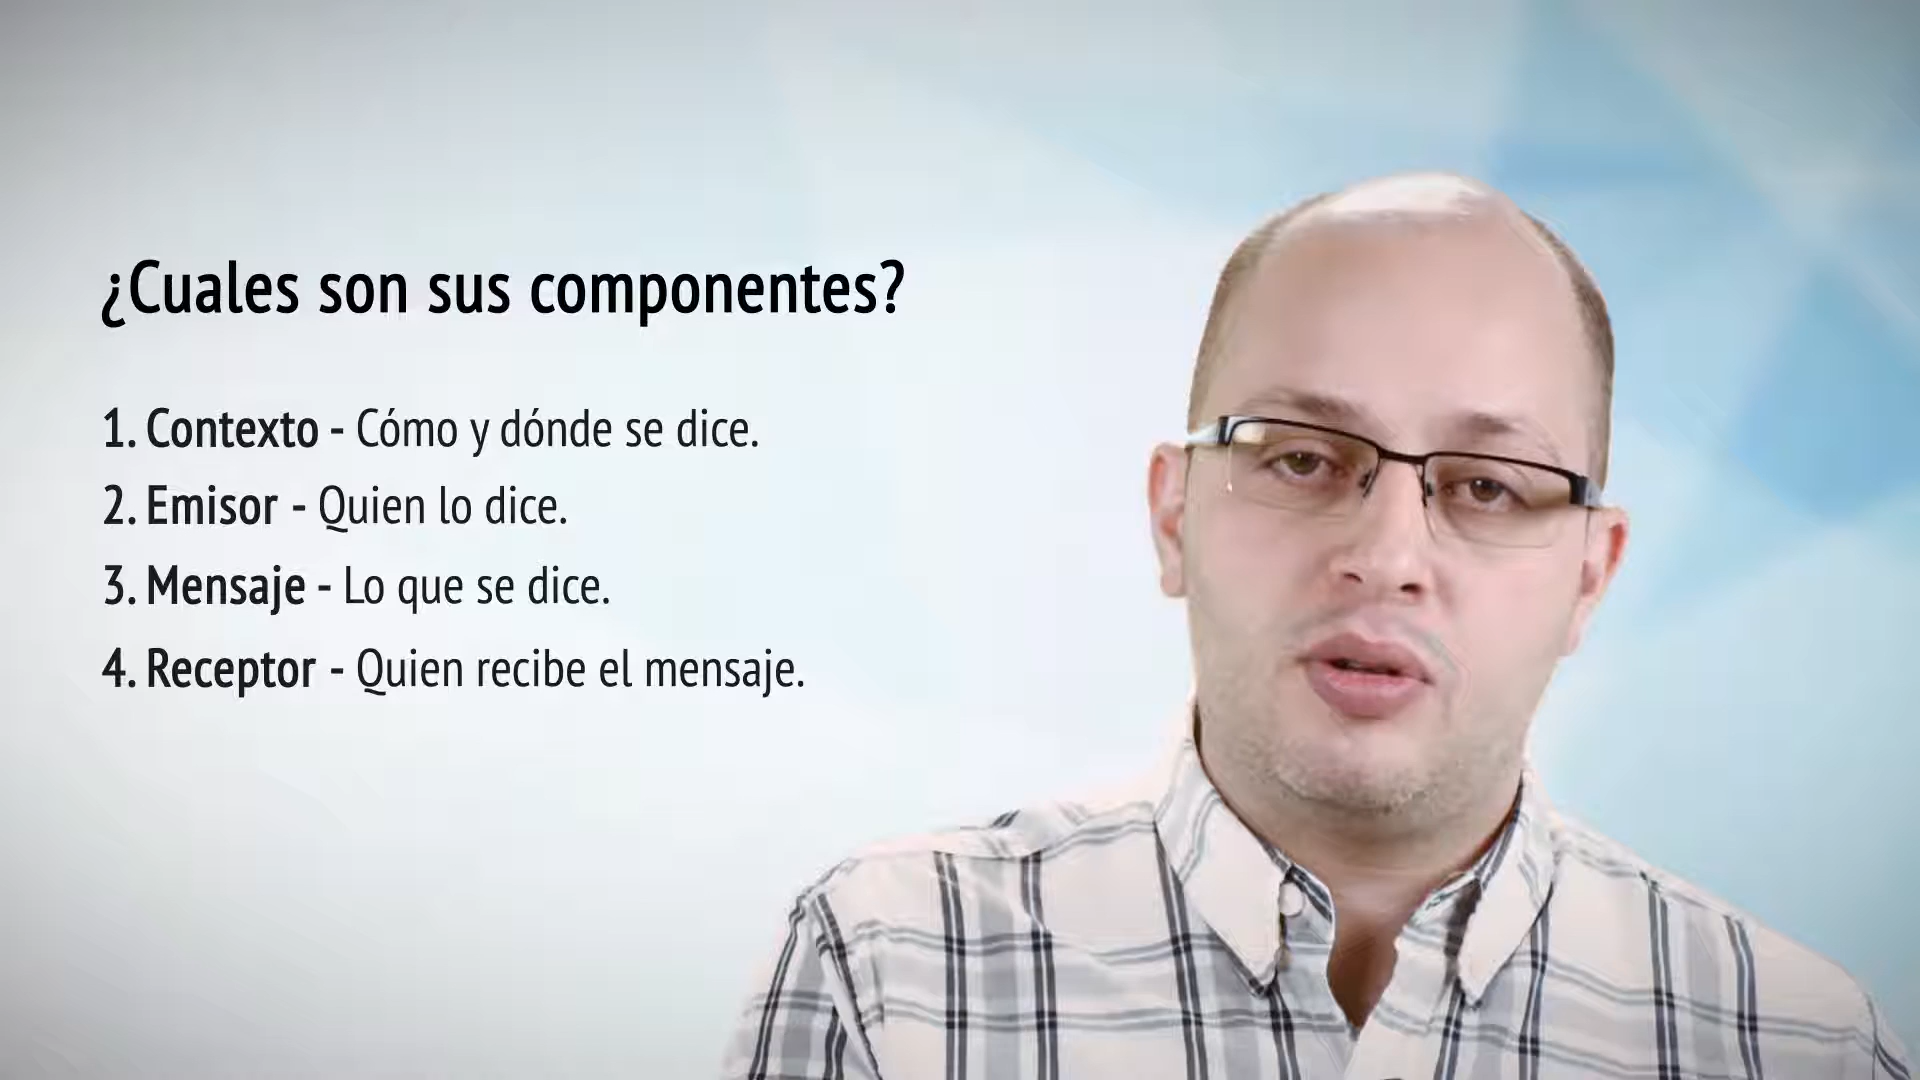 ¿Cuales son sus componentes?
1. Contexto - Cómo y dónde se dice.
2. Emisor - Quien lo dice.
3. Mensaje - Lo que se dice.
4. Receptor - Quien recibe el mensaje.